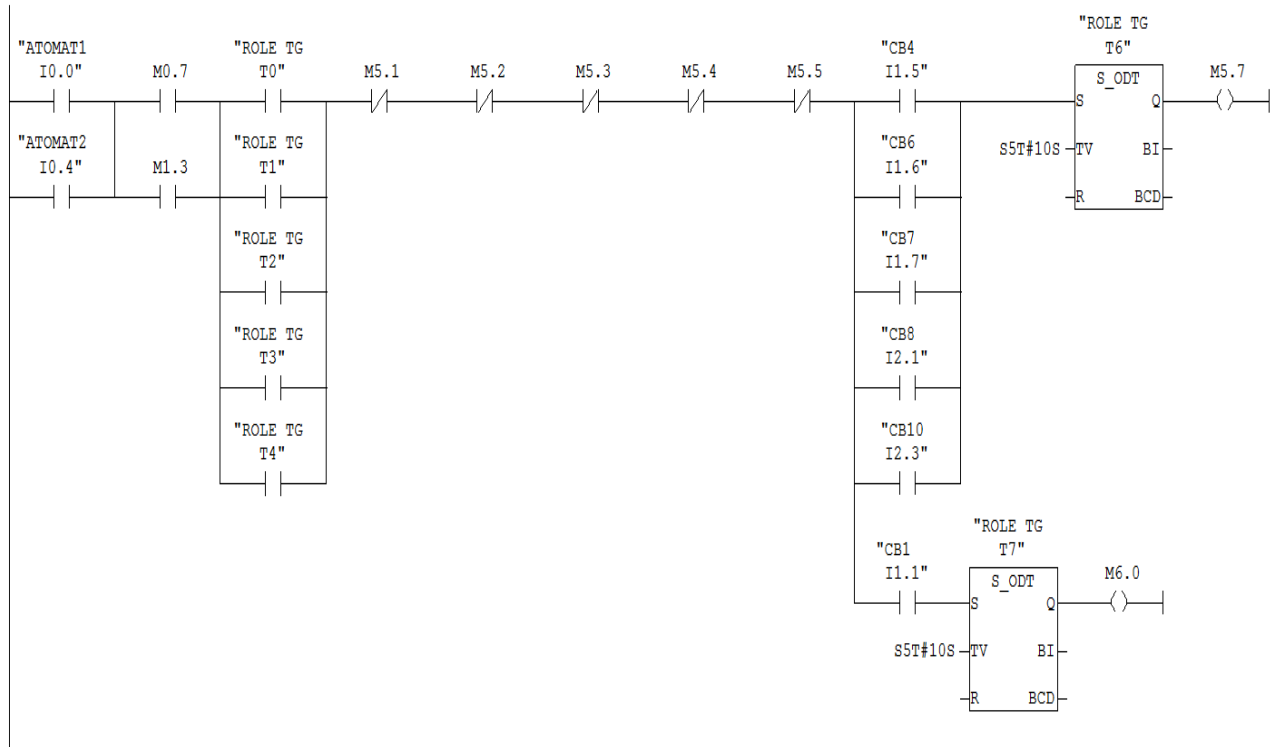 "ROLE TG
T6"
"ATOMAT1
I0.0"
M0.7
"ROLE TG
T0"
M5.1
M5.2
M5.3
M5.4
M5.5
"CB4
I1.5"
S_ODT
M5.7
S
Q
"ATOMAT2
I0.4"
M1.3
"ROLE TG
T1"
"CB6
I1.6"
S5T#10S
TV
BI
R
BCD
"ROLE TG
T2"
"CB7
I1.7"
"ROLE TG
T3"
"CB8
I2.1"
"ROLE TG
T4"
"CB10
I2.3"
"ROLE TG
T7"
"CB1
I1.1"
S_ODT
M6.0
S
Q
S5T#10S
TV
BI
R
BCD